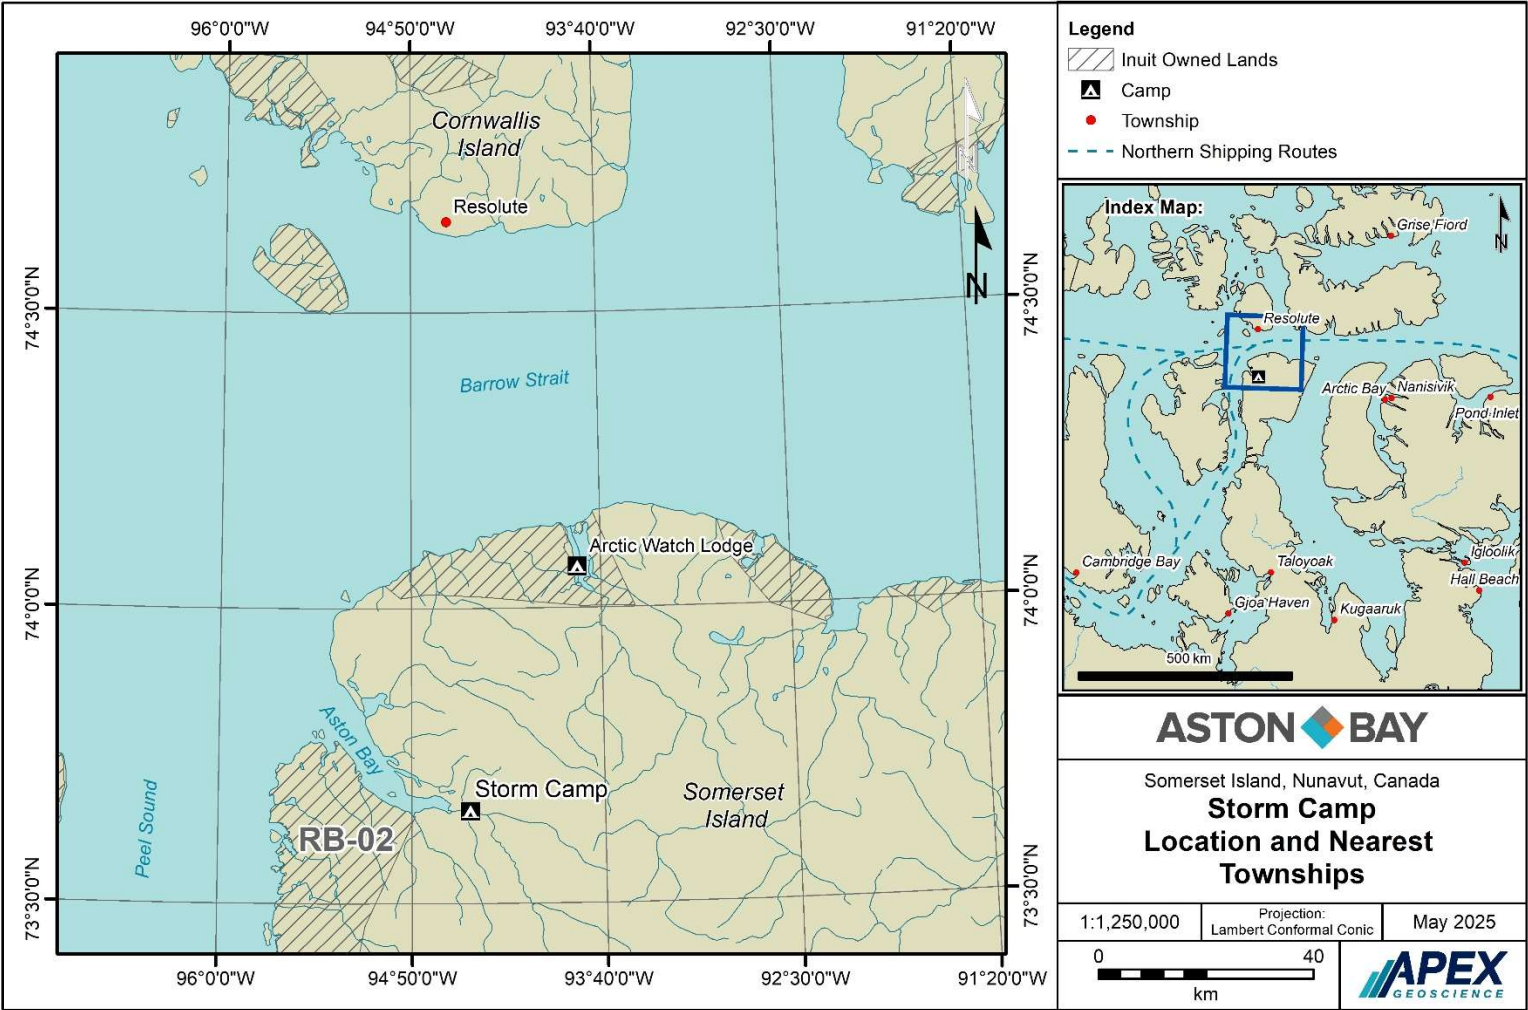 96°0'0"W
94°50'0"W
93°40'0"W
92°30'0"W
91°20'0"W
74°30'0"N
74°0'0"N
73°30'0"N
Cornwallis
Island
Resolute
N
Barrow Strait
Arctic Watch Lodge
Aston Bay
Storm Camp
Somerset
Island
RB-02
Peel Sound
74°30'0"N
74°0'0"N
73°30'0"N
96°0'0"W
94°50'0"W
93°40'0"W
92°30'0"W
91°20'0"W
Legend
Inuit Owned Lands
Camp
Township
Northern Shipping Routes
Index Map:
N
Grise Fiord
Resolute
Arctic Bay
Nanisivik
Pond Inlet
Cambridge Bay
Taloyoak
Igloolik
Hall Beach
Gjoa Haven
Kugaaruk
500 km
ASTON BAY
Somerset Island, Nunavut, Canada
Storm Camp
Location and Nearest
Townships
1:1,250,000
Projection:
Lambert Conformal Conic
May 2025
0 40
km
APEX
GEOSCIENCE